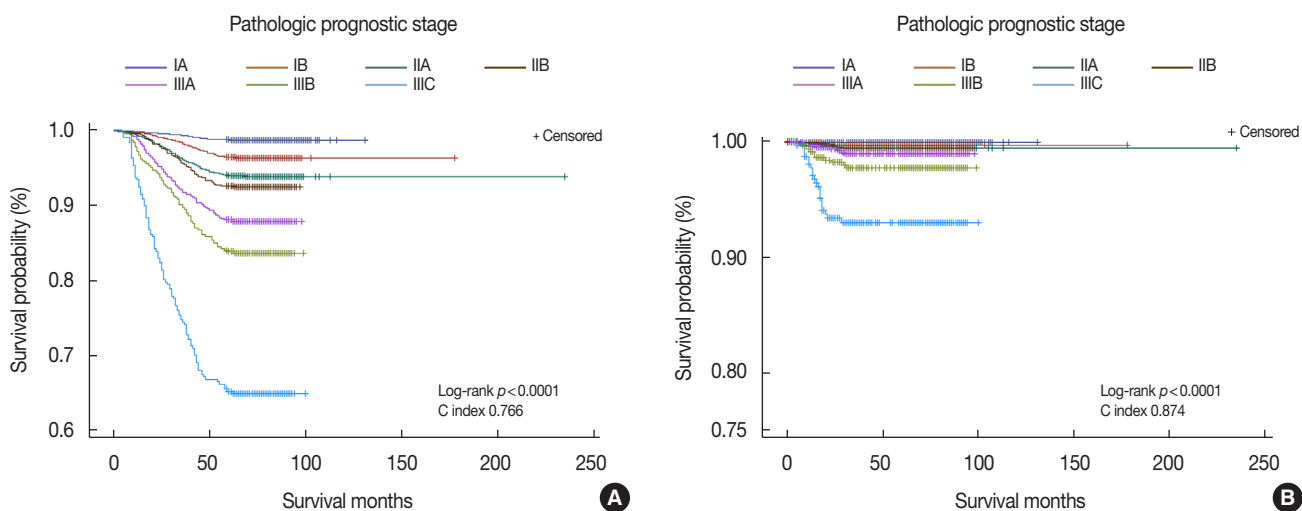 Pathologic prognostic stage
IA IB IIA IIB
IIIA IIIB IIIC
+ Censored
Survival probability (%)
1.0
0.9
0.8
0.7
0.6
Log-rank p<0.0001
C index 0.766
0 50 100 150 200 250
Survival months
A
Pathologic prognostic stage
IA IB IIA IIB
IIIA IIIB IIIC
+ Censored
Survival probability (%)
1.00
0.90
0.80
0.75
Log-rank p<0.0001
C index 0.874
0 50 100 150 200 250
Survival months
B